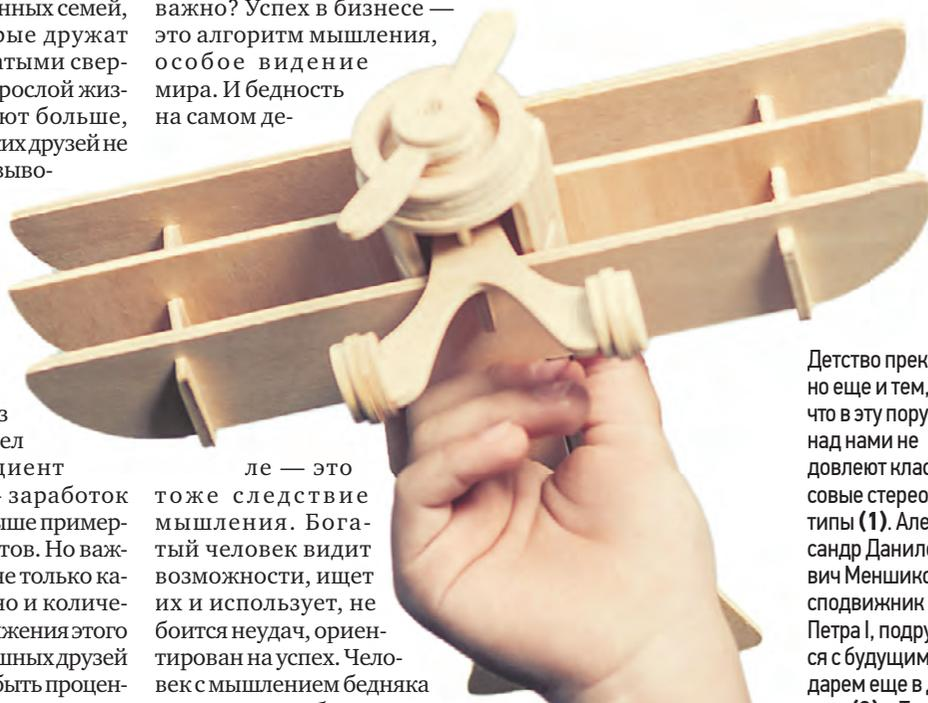 нных семей,
рые дружат
атыми свер-
рослой жиз-
ют больше,
их друзей не
зыво-
з
ел
циент
заработок
ыше пример-
тов. Но важ-
не только ка-
но и количе-
жения этого
шных друзей
быть процен-
важно? Успех в бизнесе —
это алгоритм мышления,
особое видение
мира. И бедность
на самом де-
ле — это
тоже следствие
мышления. Бога-
тый человек видит
возможности, ищет
их и использует, не
боится неудач, ориен-
тирован на успех. Чело-
век с мышлением бедняка
Детство прек
но еще и тем,
что в эту пору
над нами не
довлеют клас
совые стерео
типы (1). Але
сандр Данило
вич Меншико
сподвижник
Петра I, подру
ся с будущим
дарем еще в д